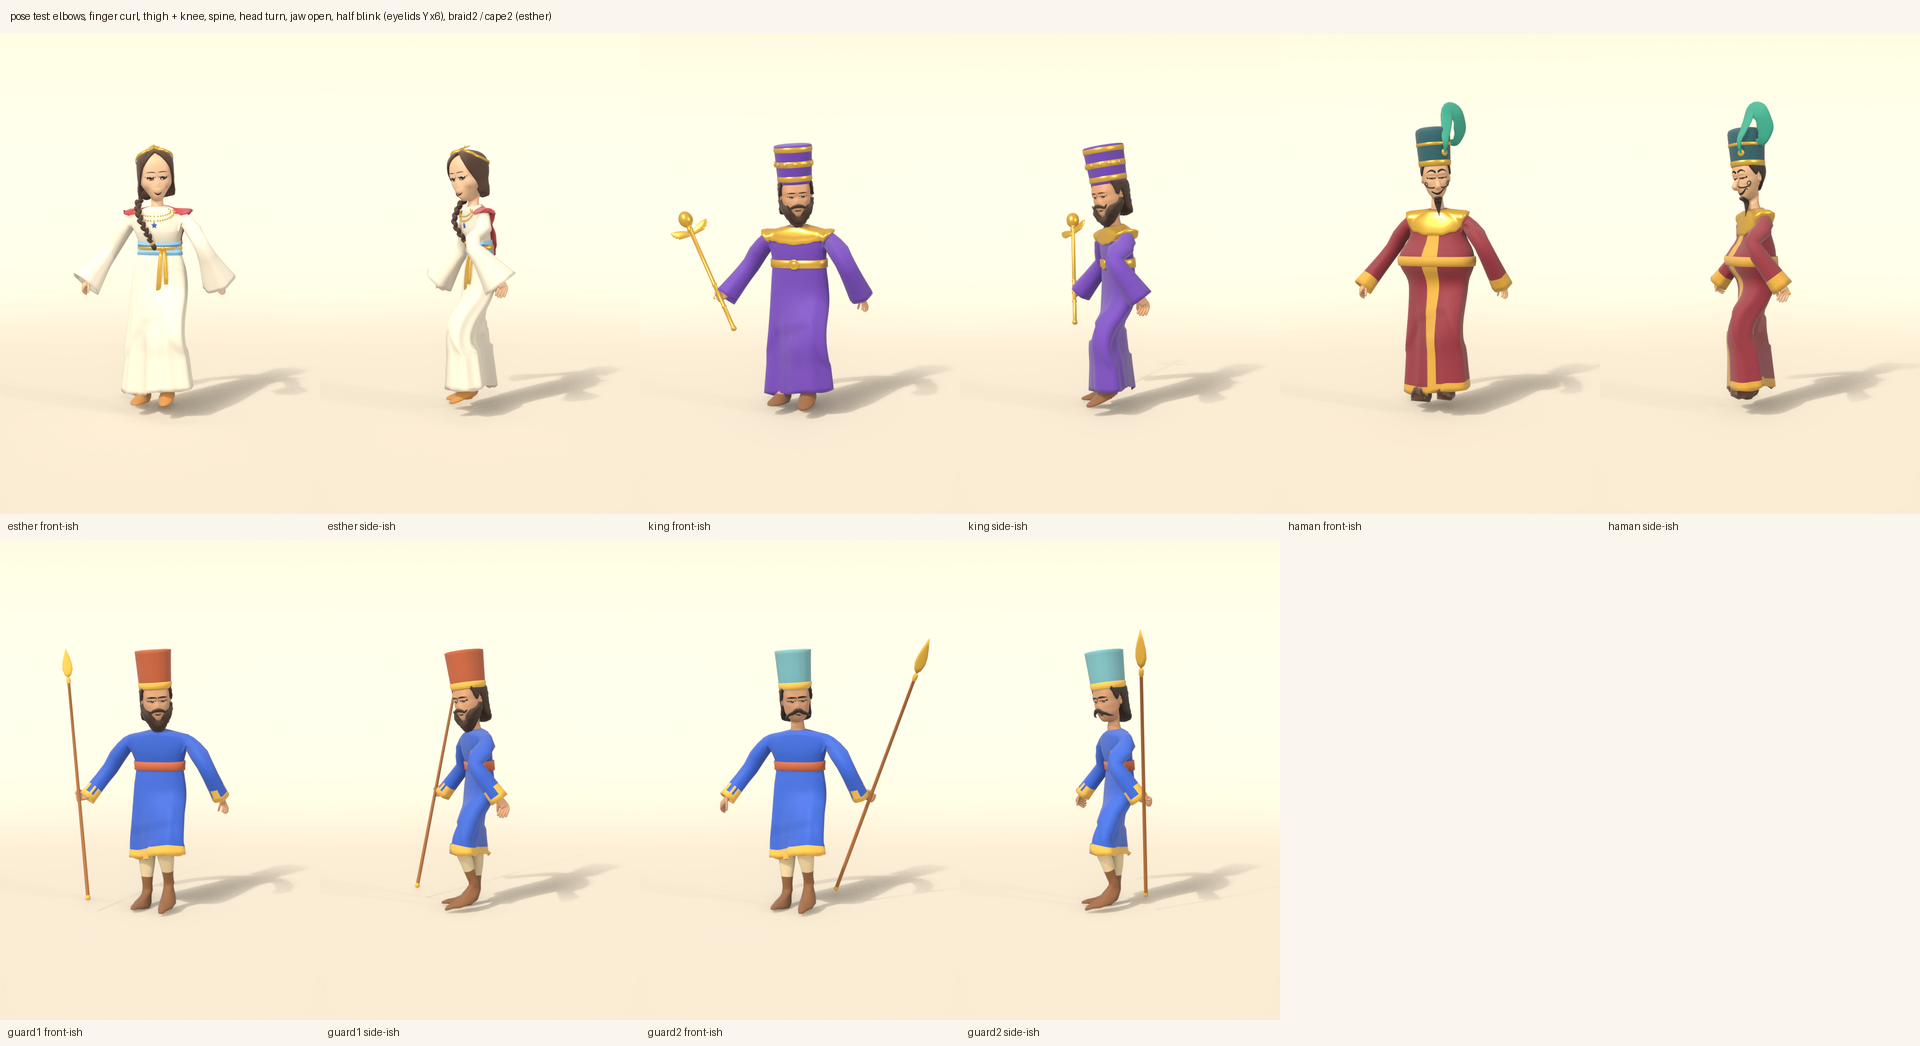 pose test: elbows, finger curl, thigh + knee, spine, head turn, jaw open, half blink (eyelids Y x6), braid2 / cape2 (esther)
esther front-ish
esther side-ish
king front-ish
king side-ish
haman front-ish
haman side-ish
guard1 front-ish
guard1 side-ish
guard2 front-ish
guard2 side-ish